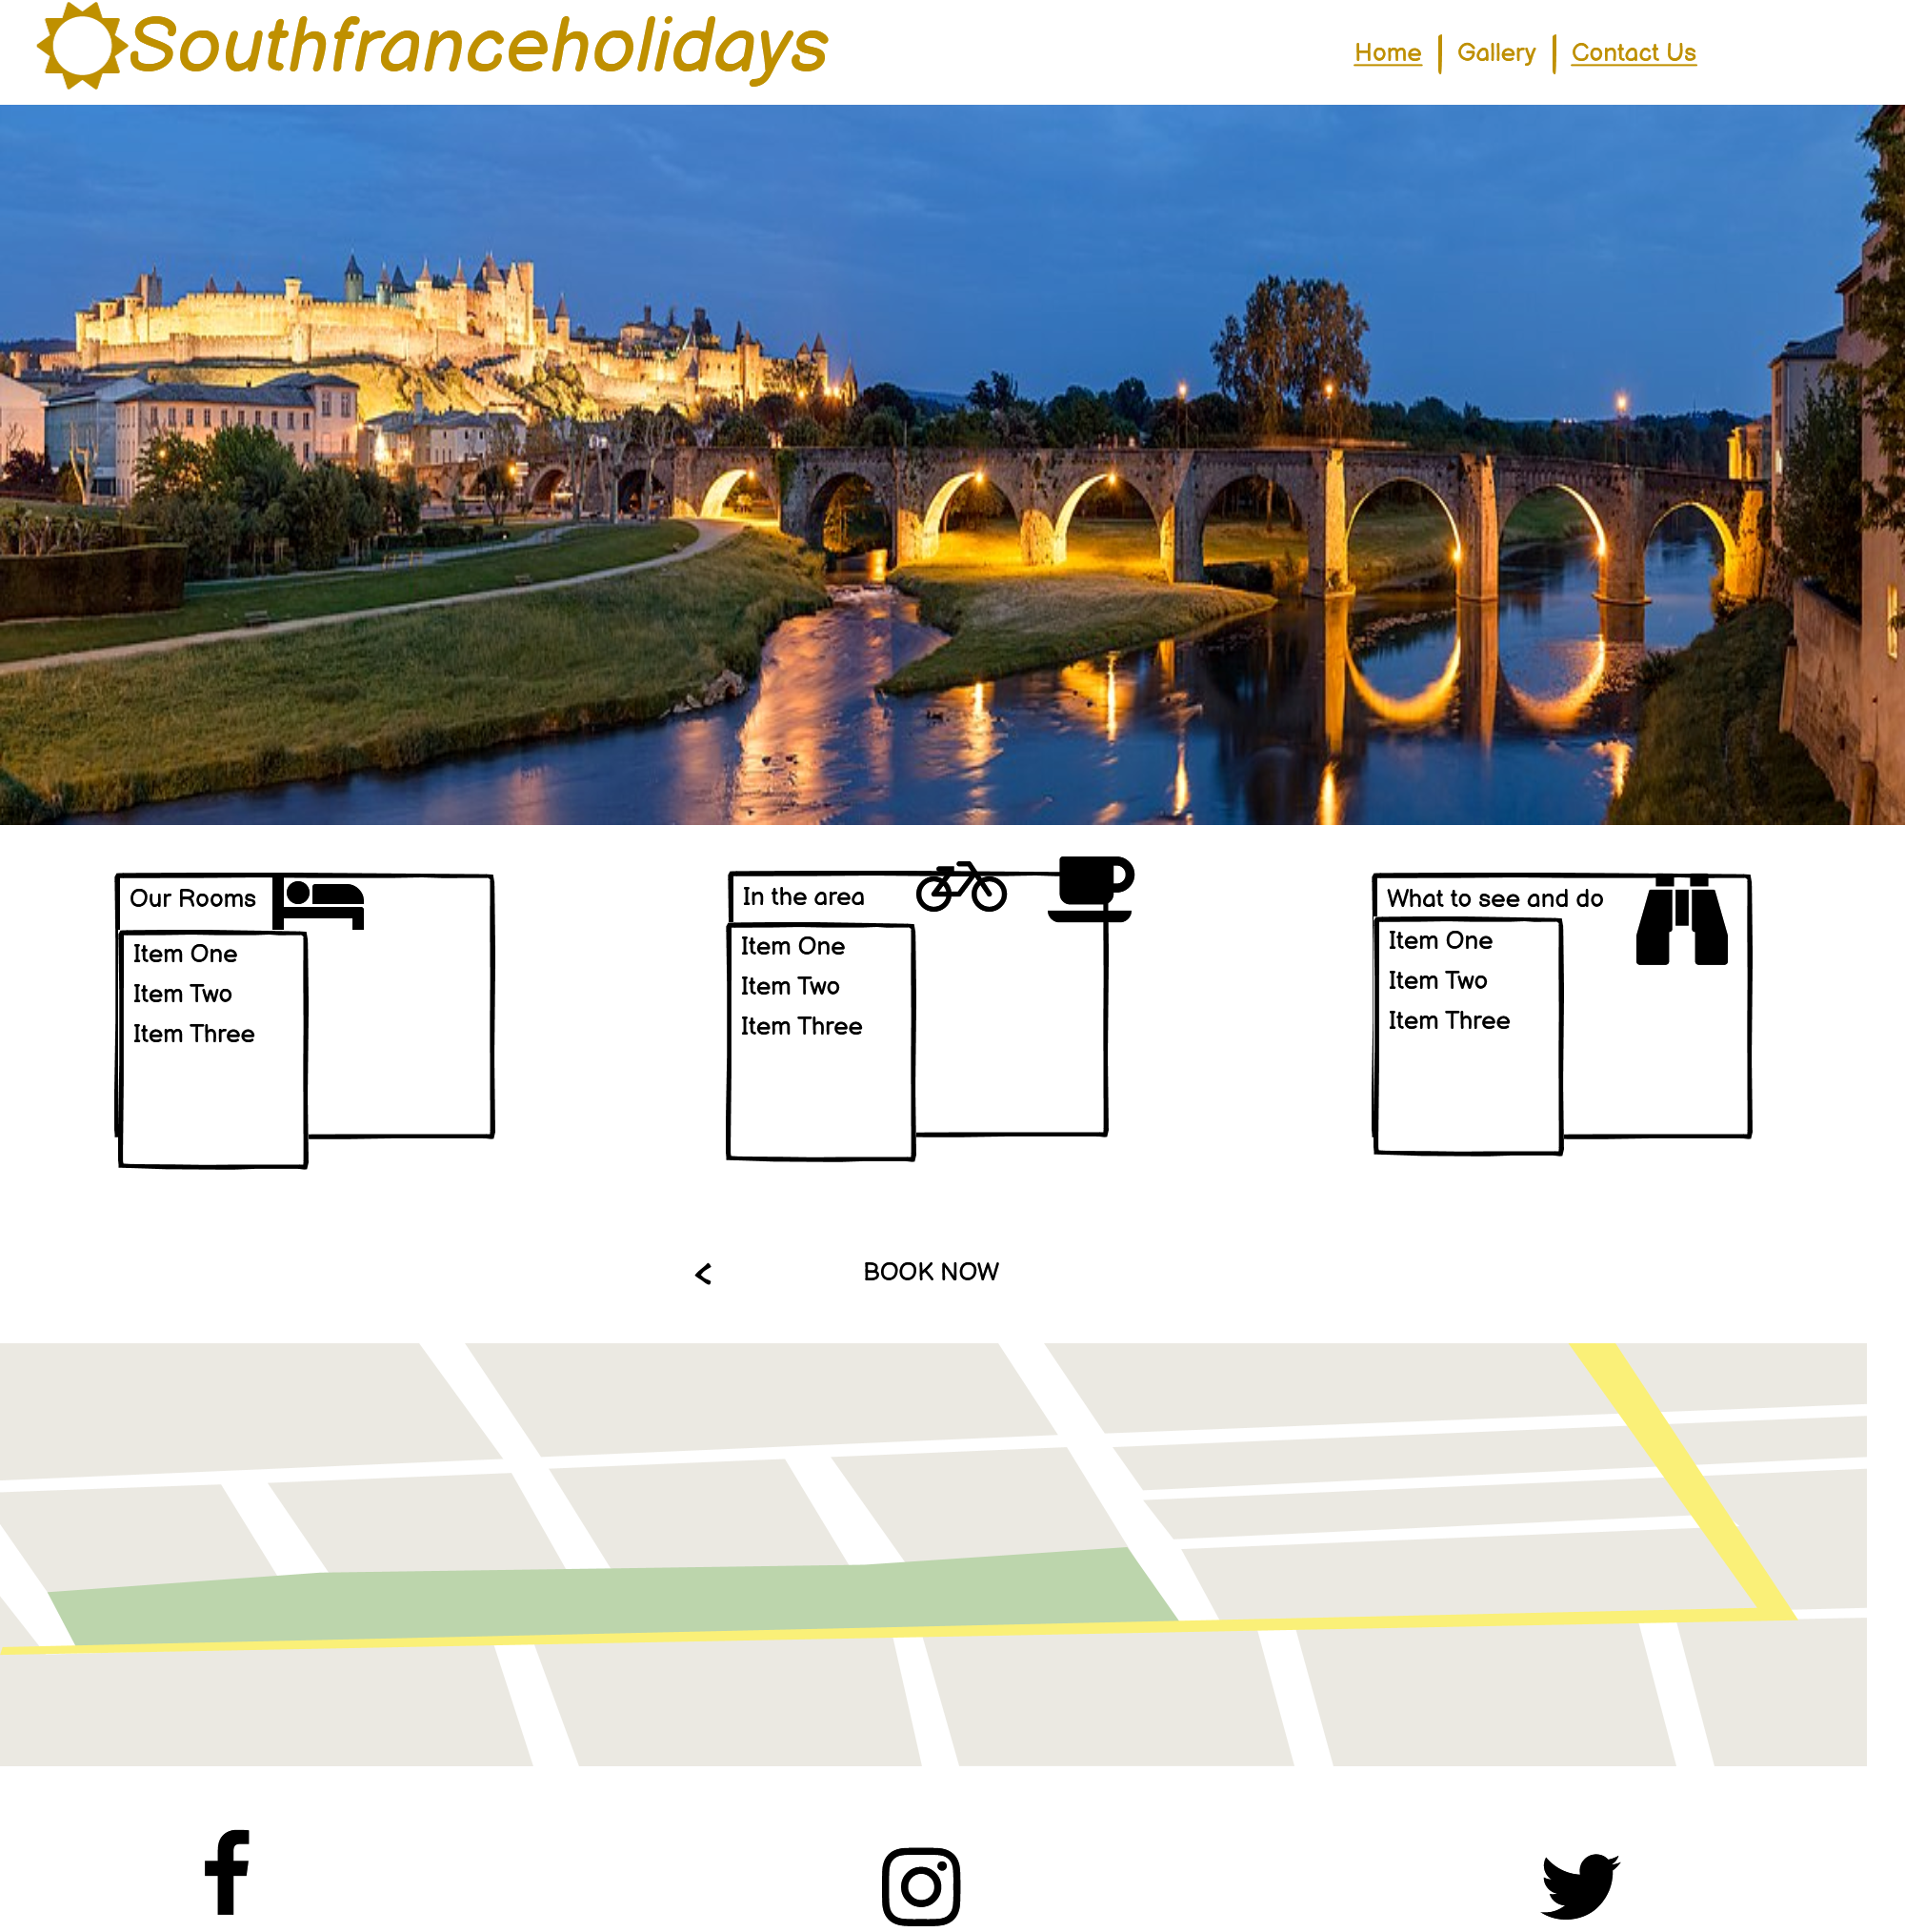 Southfranceholidays
Home | Gallery | Contact Us
Our Rooms
Item One
Item Two
Item Three
In the area
Item One
Item Two
Item Three
What to see and do
Item One
Item Two
Item Three
< BOOK NOW